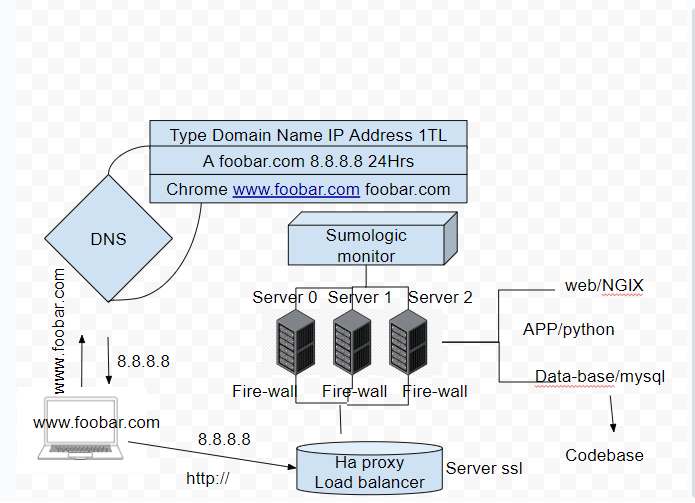 Type Domain Name IP Address 1TL
A foobar.com 8.8.8.8 24Hrs
Chrome www.foobar.com foobar.com
DNS
Sumologic
monitor
www.foobar.com
8.8.8.8
Server 0 Server 1 Server 2
web/NGIX
APP/python
Data-base/mysql
Codebase
Fire-wall Fire-wall Fire-wall
www.foobar.com
8.8.8.8
http://
Ha proxy
Load balancer
Server ssl